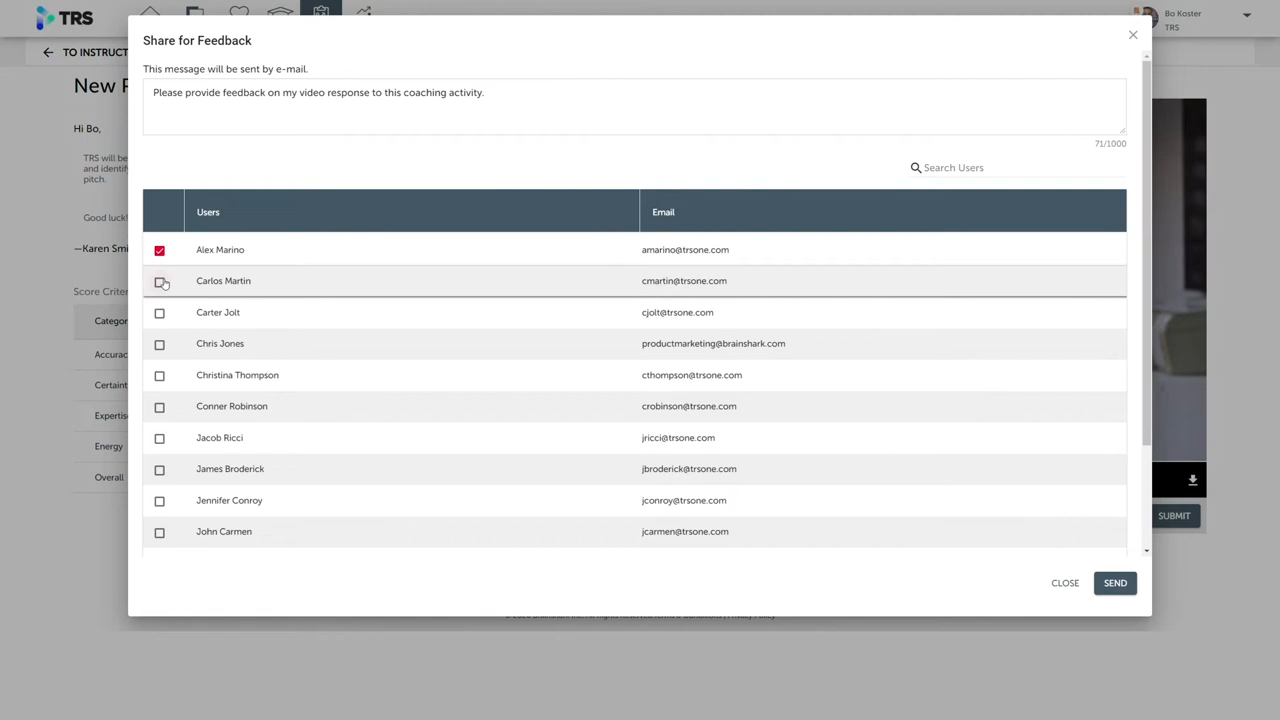 TRS
Bo Koster
TRS
TO INSTRUCT
Share for Feedback
This message will be sent by e-mail.
Please provide feedback on my video response to this coaching activity.
71/1000
Search Users
New
Hi Bo,
TRS will be
and identify
pitch.
Good luck!
—Karen Smi
Score Criter
Categor
Accurac
Certaint
Expertis
Energy
Overall
Users Email
Alex Marino amarino@trsone.com
Carlos Martin cmartin@trsone.com
Carter Jolt cjolt@trsone.com
Chris Jones productmarketing@brainshark.com
Christina Thompson cthompson@trsone.com
Conner Robinson crobinson@trsone.com
Jacob Ricci jricci@trsone.com
James Broderick jbroderick@trsone.com
Jennifer Conroy jconroy@trsone.com
John Carmen jcarmen@trsone.com
SUBMIT
CLOSE SEND